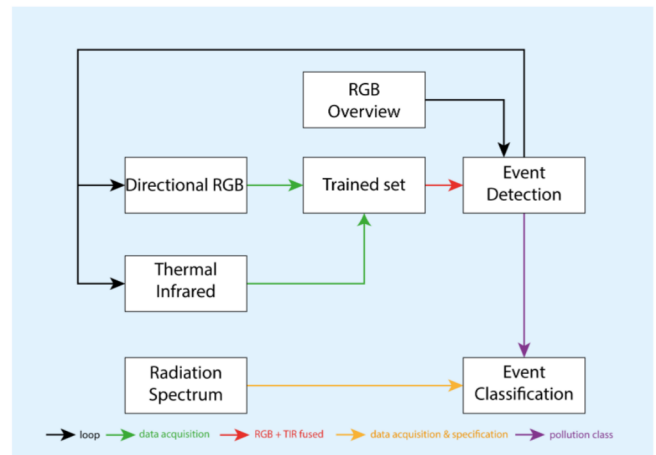 RGB
Overview
Directional RGB
Trained set
Event
Detection
Thermal
Infrared
Radiation
Spectrum
Event
Classification
loop data acquisition RGB + TIR fused data acquisition & specification pollution class